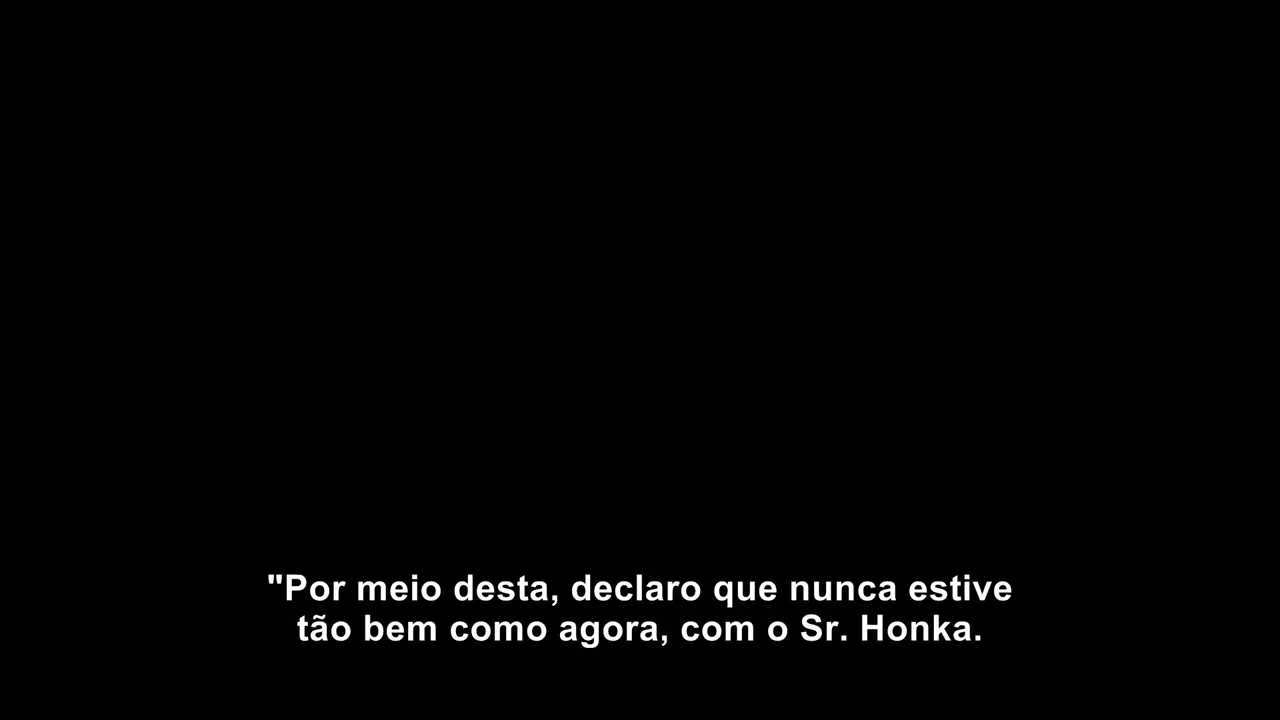 "Por meio desta, declaro que nunca estive
tão bem como agora, com o Sr. Honka.